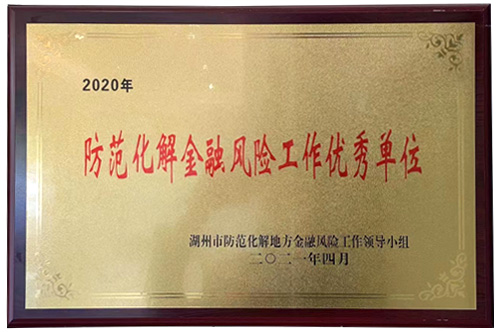 2020年
防范化解金融风险工作优秀单位
湖州市防范化解地方金融风险工作领导小组
二〇二一年四月